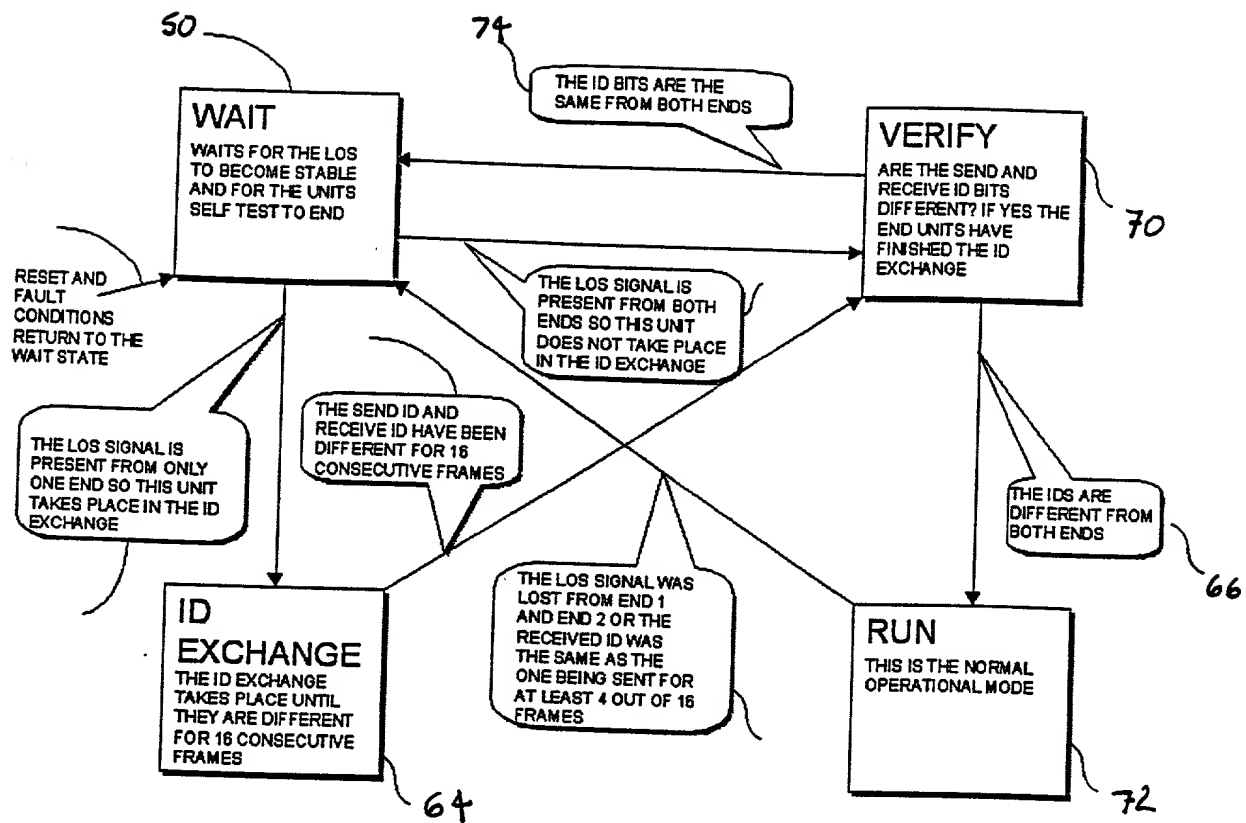 50
74
WAIT
WAITS FOR THE LOS
TO BECOME STABLE
AND FOR THE UNITS
SELF TEST TO END
THE ID BITS ARE THE
SAME FROM BOTH ENDS
VERIFY
ARE THE SEND AND
RECEIVE ID BITS
DIFFERENT? IF YES THE
END UNITS HAVE
FINISHED THE ID
EXCHANGE
70
RESET AND
FAULT
CONDITIONS
RETURN TO THE
WAIT STATE
THE LOS SIGNAL IS
PRESENT FROM BOTH
ENDS SO THIS UNIT
DOES NOT TAKE PLACE
IN THE ID EXCHANGE
THE LOS SIGNAL IS
PRESENT FROM ONLY
ONE END SO THIS UNIT
TAKES PLACE IN THE ID
EXCHANGE
THE SEND ID AND
RECEIVE ID HAVE BEEN
DIFFERENT FOR 16
CONSECUTIVE FRAMES
THE IDS ARE
DIFFERENT FROM
BOTH ENDS
66
ID
EXCHANGE
THE ID EXCHANGE
TAKES PLACE UNTIL
THEY ARE DIFFERENT
FOR 16 CONSECUTIVE
FRAMES
64
THE LOS SIGNAL WAS
LOST FROM END 1
AND END 2 OR THE
RECEIVED ID WAS
THE SAME AS THE
ONE BEING SENT FOR
AT LEAST 4 OUT OF 16
FRAMES
RUN
THIS IS THE NORMAL
OPERATIONAL MODE
72